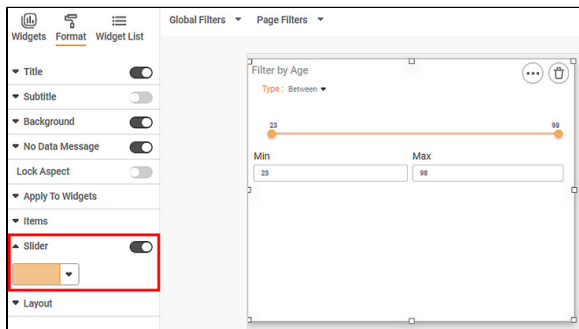 Widgets Format Widget List
Global Filters Page Filters
Title
Subtitle
Background
No Data Message
Lock Aspect
Apply To Widgets
Items
Slider
Layout
Filter by Age
Type : Between
23 98
Min Max
23 98